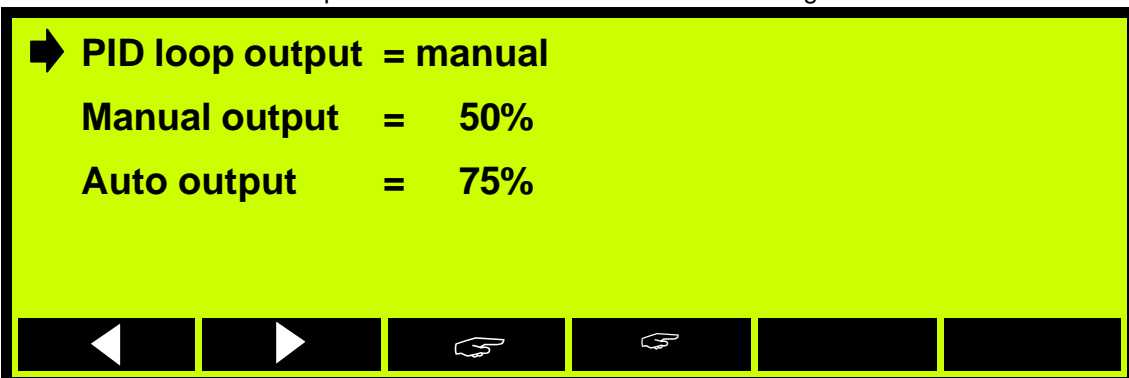 PID loop output = manual
Manual output = 50%
Auto output = 75%